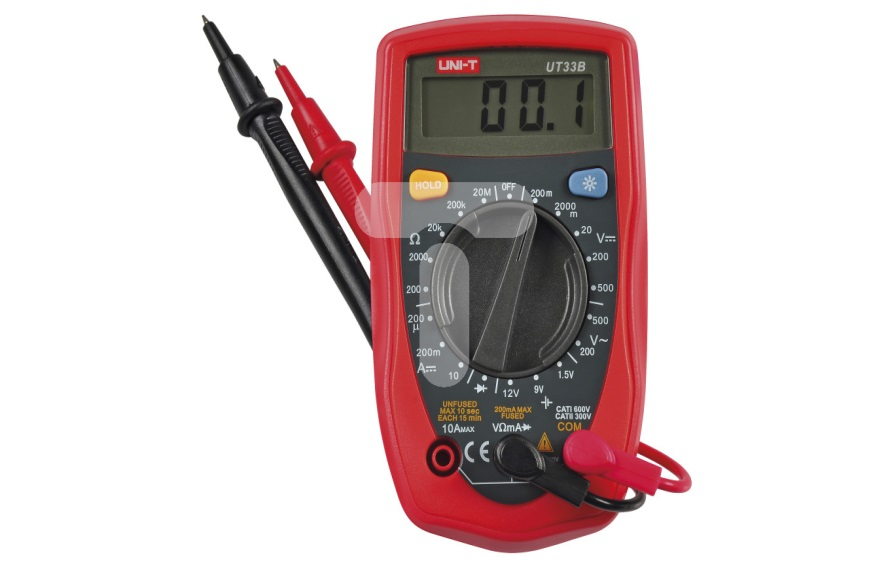 UNI-T
UT33B
00.1
HOLD
OFF
200m
2000
m
20
V⎓
200
500
500
V~
200
1.5V
9V
12V
10
A⎓
200m
200
μ
200
2000
Ω
20k
200k
20M
UNFUSED
MAX 10 sec
EACH 15 min
10AMAX
200mA MAX
FUSED
VΩmA
CATI 600V
CATII 300V
COM
CE